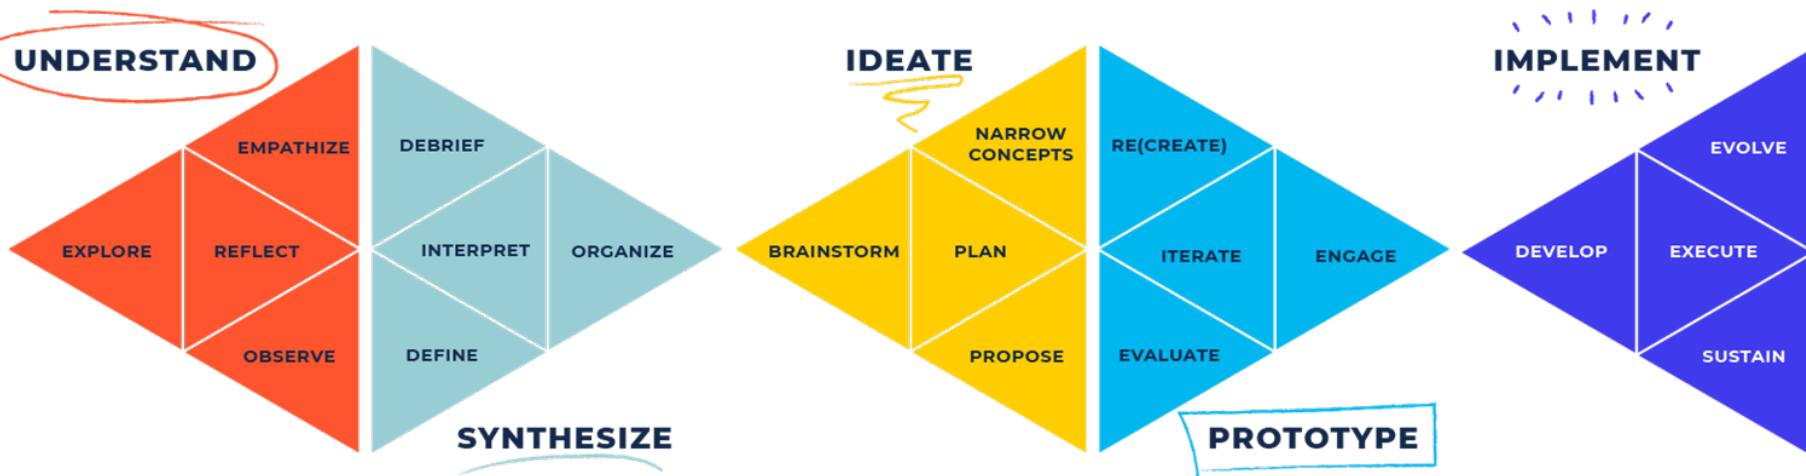 UNDERSTAND
EMPATHIZE
EXPLORE
REFLECT
OBSERVE
DEBRIEF
INTERPRET
ORGANIZE
DEFINE
SYNTHESIZE
IDEATE
NARROW
CONCEPTS
BRAINSTORM
PLAN
PROPOSE
RE(CREATE)
ITERATE
ENGAGE
EVALUATE
PROTOTYPE
IMPLEMENT
EVOLVE
DEVELOP
EXECUTE
SUSTAIN